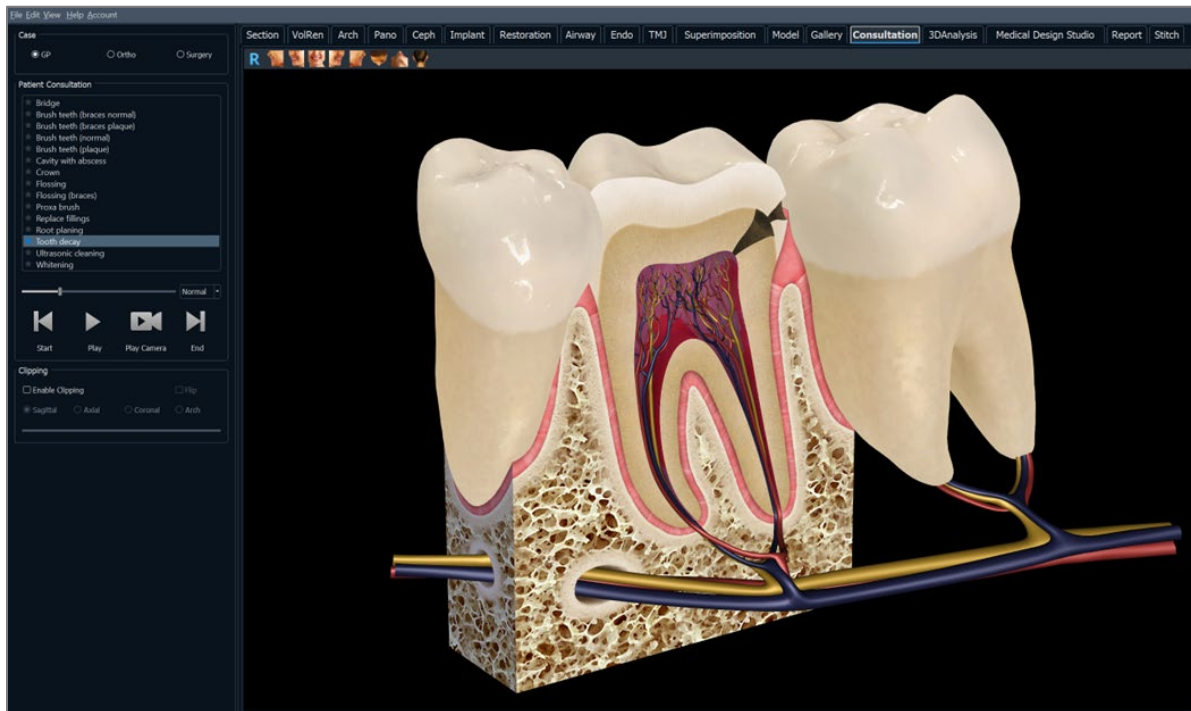 File Edit View Help Account
Case
GP Ortho Surgery
Patient Consultation
Bridge
Brush teeth (braces normal)
Brush teeth (braces plaque)
Brush teeth (normal)
Brush teeth (plaque)
Cavity with abscess
Crown
Flossing
Flossing (braces)
Proxa brush
Replace fillings
Root planing
Tooth decay
Ultrasonic cleaning
Whitening
Normal
Start Play Play Camera End
Clipping
Enable Clipping Flip
Sagittal Axial Coronal Arch
Section VolRen Arch Pano Ceph Implant Restoration Airway Endo TMJ Superimposition Model Gallery Consultation 3DAnalysis Medical Design Studio Report Stitch
R